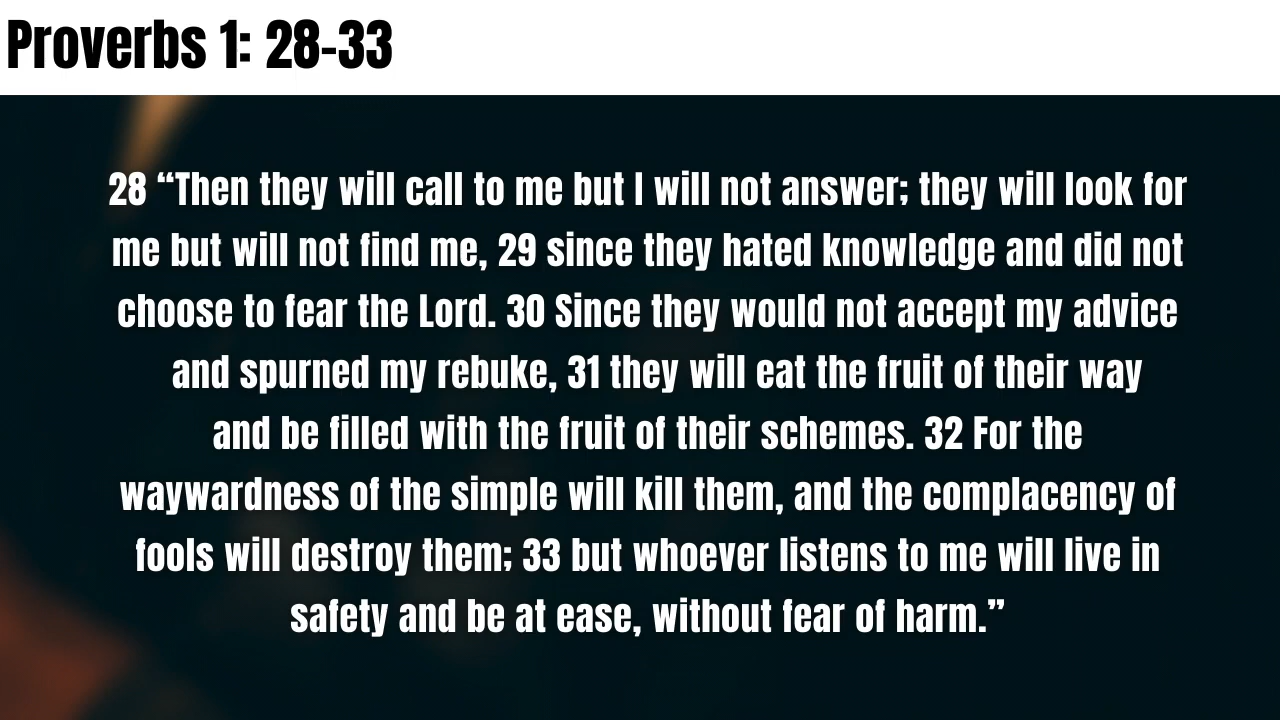 Proverbs 1: 28-33
28 “Then they will call to me but I will not answer; they will look for
me but will not find me, 29 since they hated knowledge and did not
choose to fear the Lord. 30 Since they would not accept my advice
and spurned my rebuke, 31 they will eat the fruit of their way
and be filled with the fruit of their schemes. 32 For the
waywardness of the simple will kill them, and the complacency of
fools will destroy them; 33 but whoever listens to me will live in
safety and be at ease, without fear of harm.”